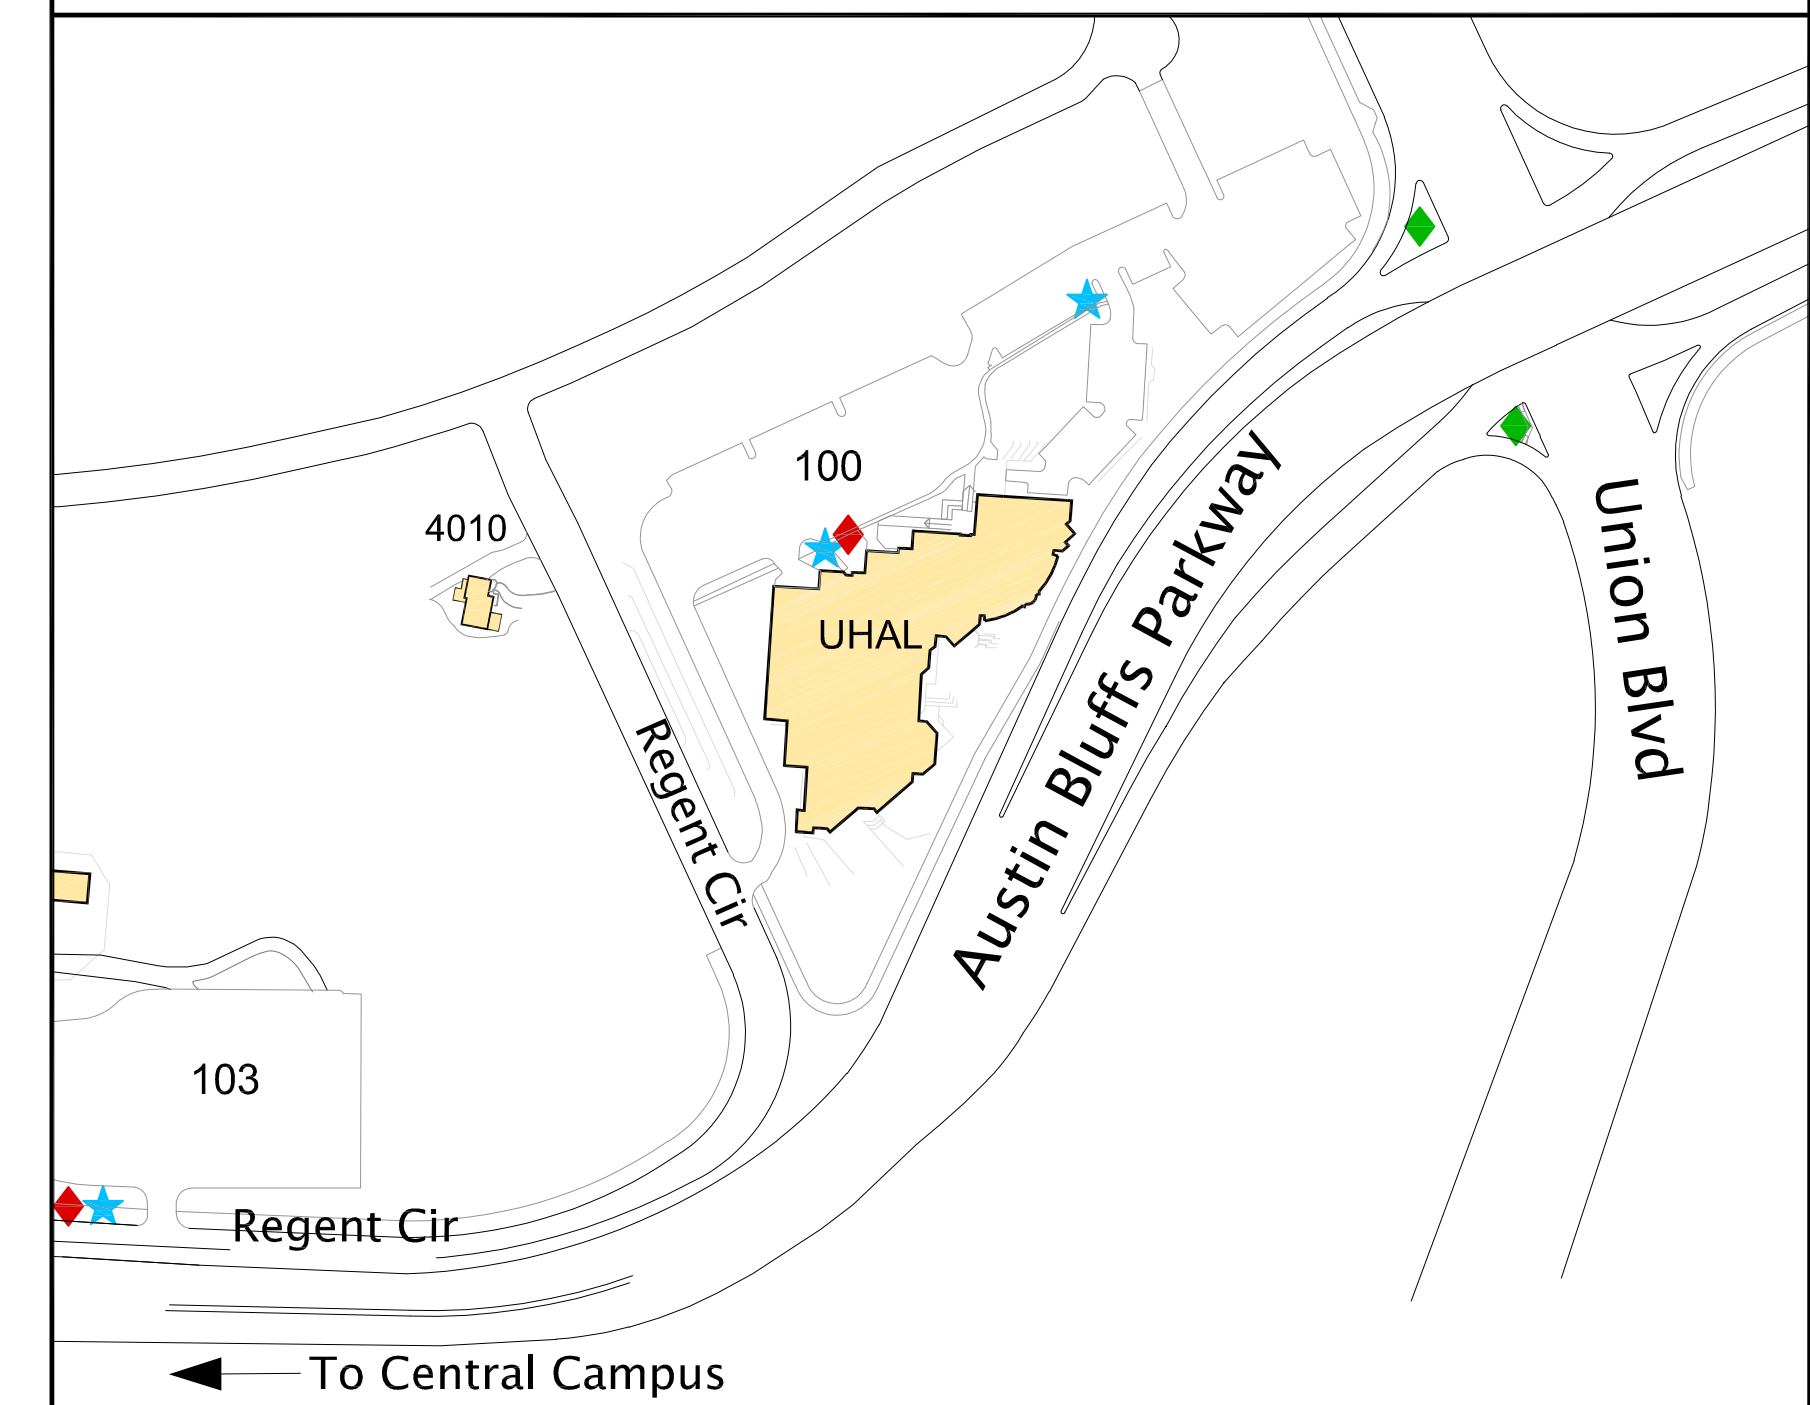 100
4010
UHAL
Austin Bluffs Parkway
Union Blvd
Regent Cir
103
Regent Cir
To Central Campus